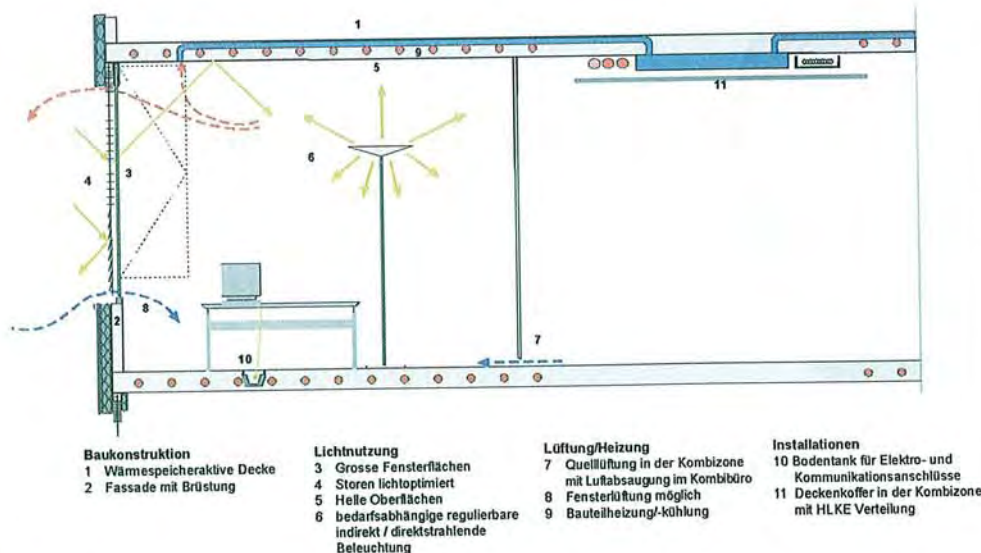 1
9
5
11
6
3
4
8
2
7
10
Baukonstruktion
1 Wärmespeicheraktive Decke
2 Fassade mit Brüstung
Lichtnutzung
3 Grosse Fensterflächen
4 Storen lichtoptimiert
5 Helle Oberflächen
6 bedarfsabhängige regulierbare
indirekt / direktstrahlende
Beleuchtung
Lüftung/Heizung
7 Quelllüftung in der Kombizone
mit Luftabsaugung im Kombibüro
8 Fensterlüftung möglich
9 Bauteilheizung/-kühlung
Installationen
10 Bodentank für Elektro- und
Kommunikationsanschlüsse
11 Deckenkoffer in der Kombizone
mit HLKE Verteilung